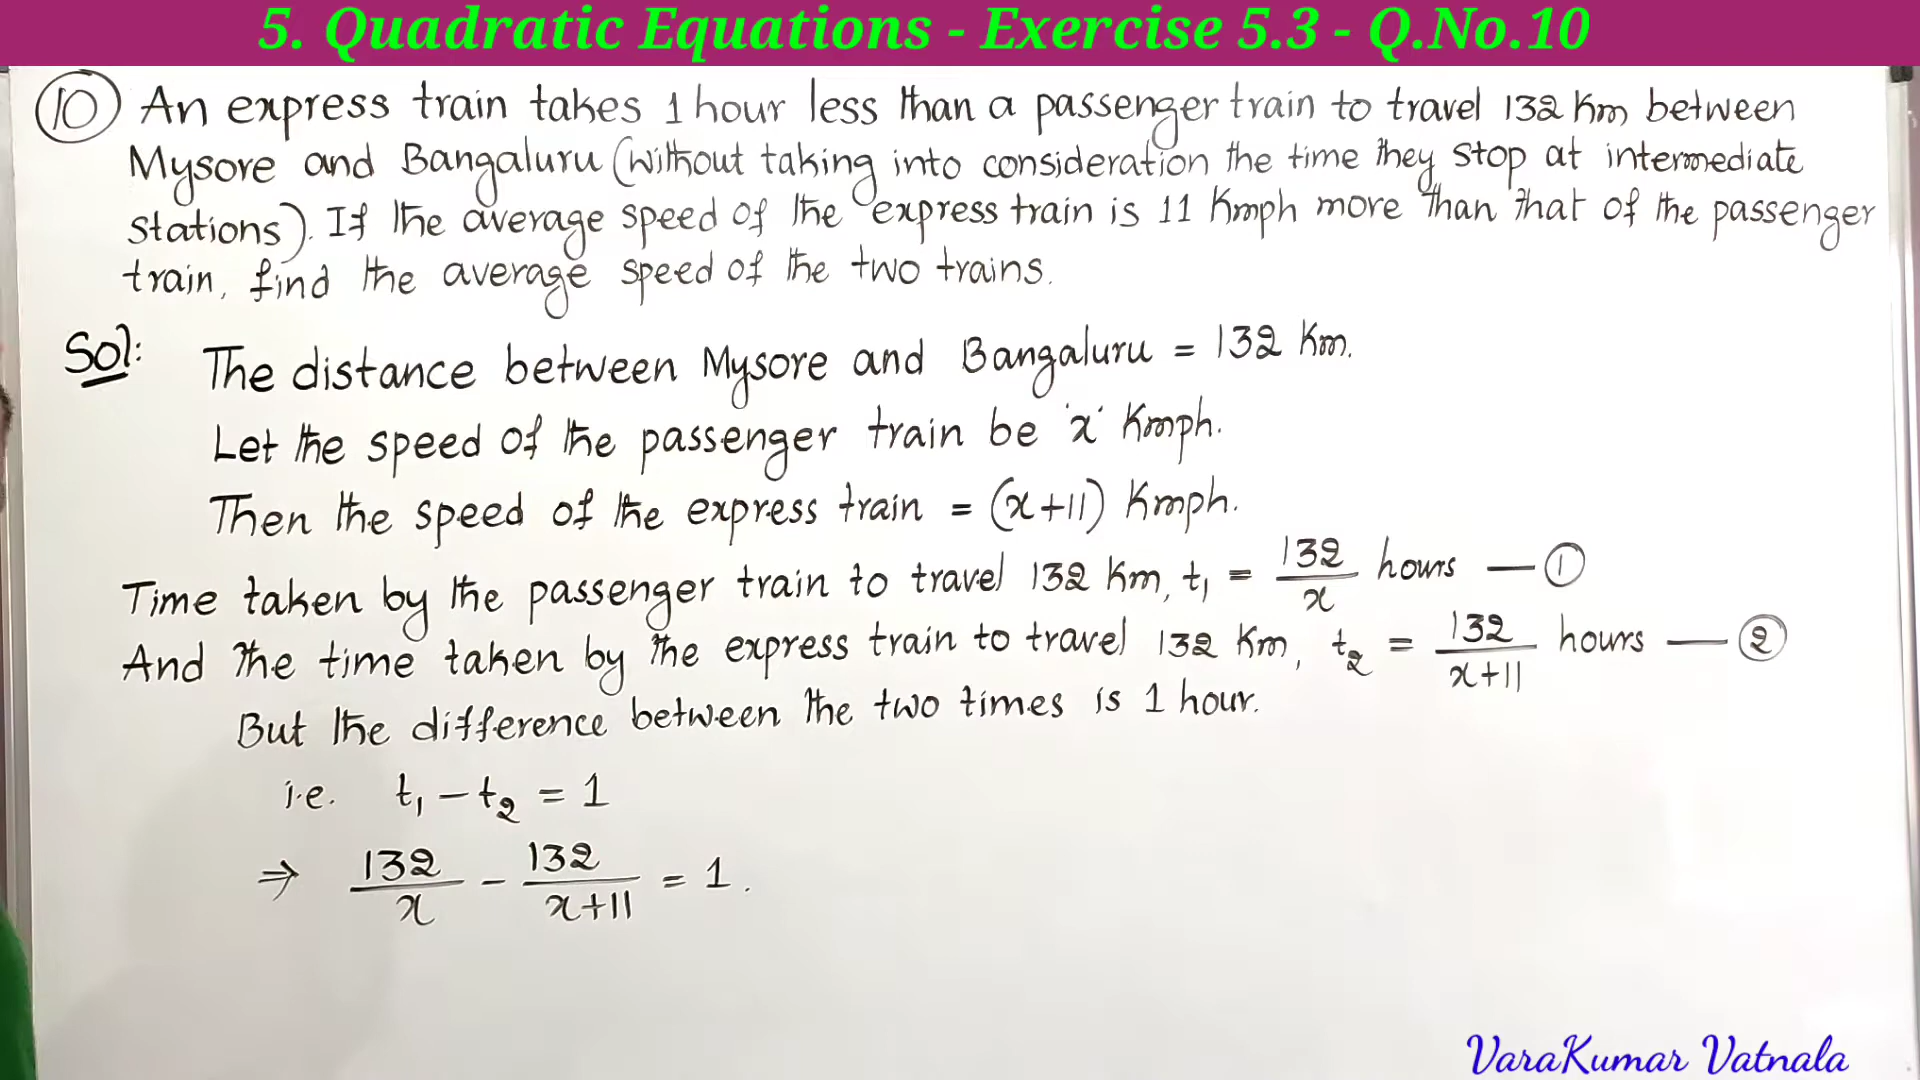 5. Quadratic Equations - Exercise 5.3 - Q.No.10
10 An express train takes 1 hour less than a passenger train to travel 132 Km between
Mysore and Bangaluru (without taking into consideration the time they stop at intermediate
stations). If the average speed of the express train is 11 Kmph more than that of the passenger
train, find the average speed of the two trains.
Sol: The distance between Mysore and Bangaluru = 132 Km.
Let the speed of the passenger train be 'x' Kmph.
Then the speed of the express train = (x+11) Kmph.
Time taken by the passenger train to travel 132 Km, t₁ = 132/x hours — 1
And the time taken by the express train to travel 132 Km, t₂ = 132/x+11 hours — 2
But the difference between the two times is 1 hour.
i.e. t₁ – t₂ = 1
⇒ 132/x – 132/x+11 = 1.
VaraKumar Vatnala